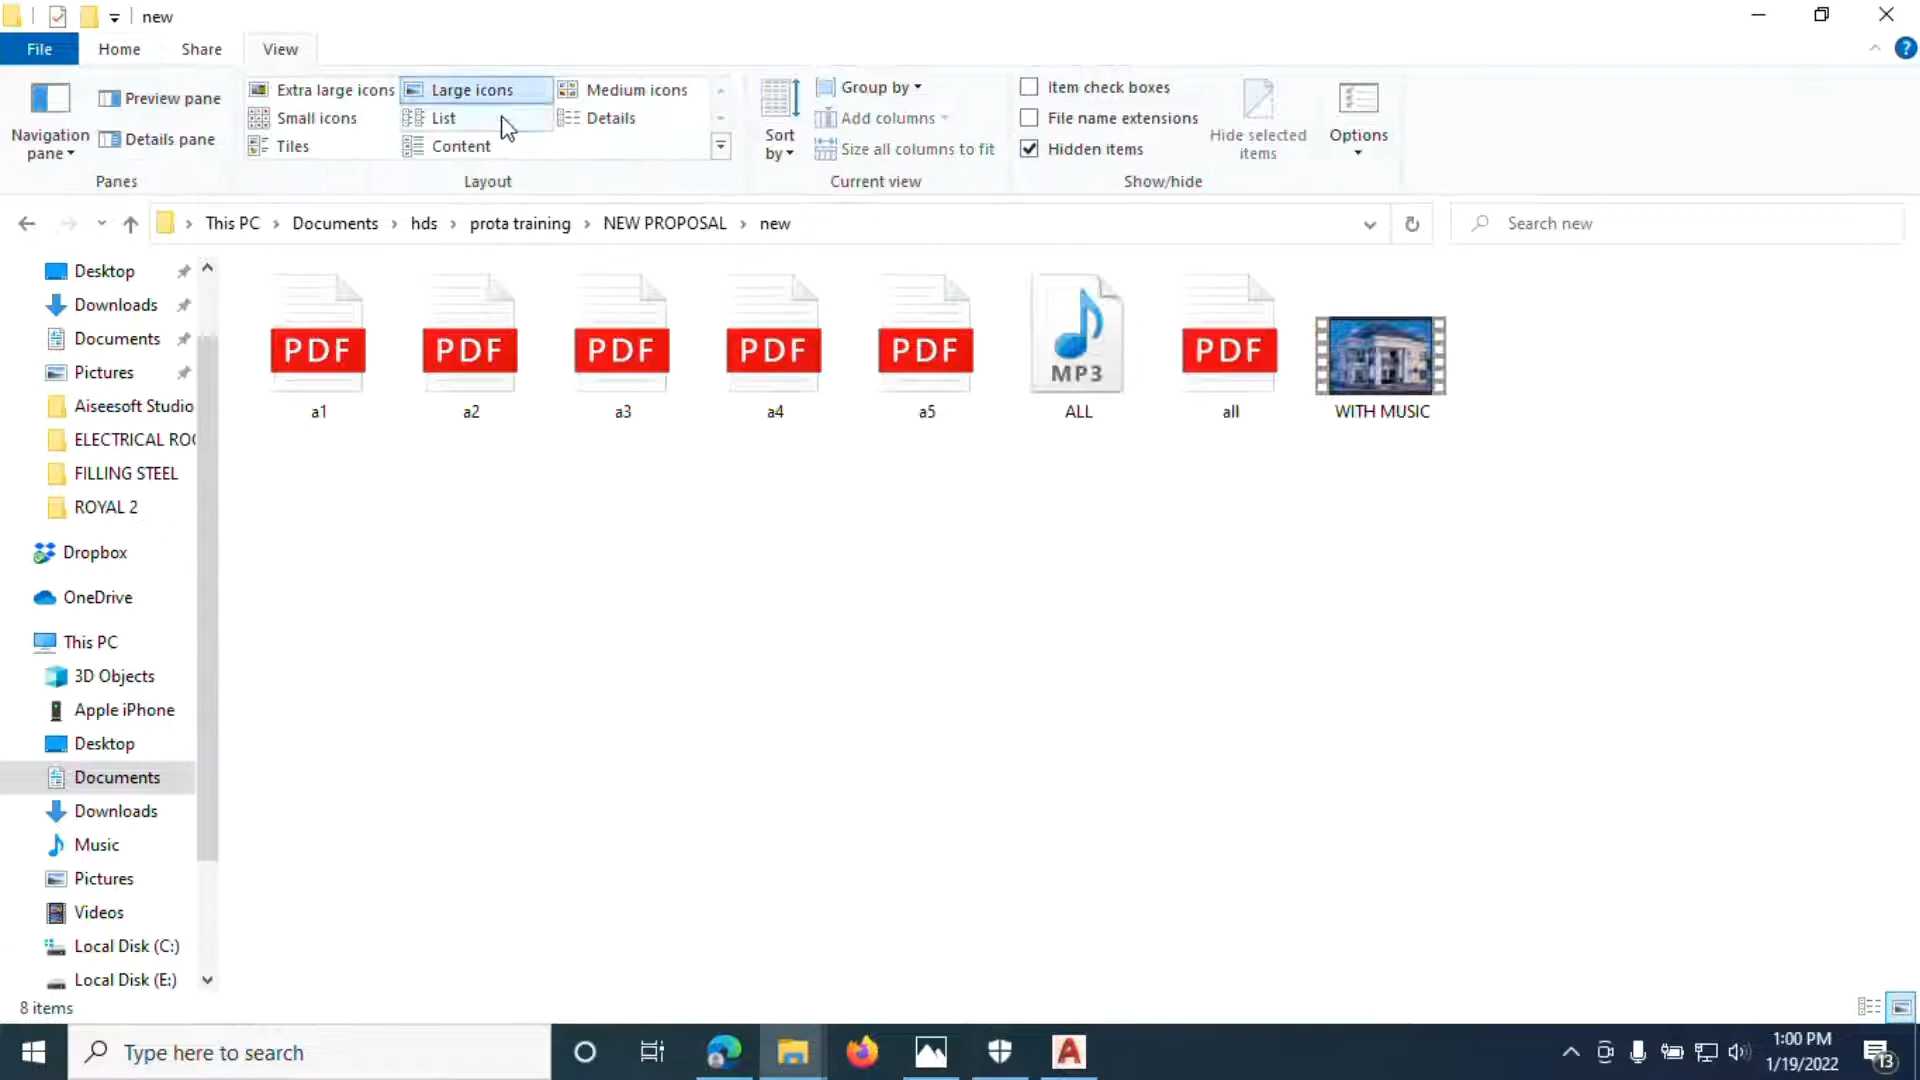 new
File Home Share View
Navigation pane
Preview pane
Details pane
Panes
Extra large icons Large icons Medium icons
Small icons List Details
Tiles Content
Layout
Sort by
Group by
Add columns
Size all columns to fit
Current view
Item check boxes
File name extensions
Hidden items
Hide selected items
Show/hide
Options
This PC > Documents > hds > prota training > NEW PROPOSAL > new
Search new
Desktop
Downloads
Documents
Pictures
Aiseesoft Studio
ELECTRICAL ROO
FILLING STEEL
ROYAL 2
Dropbox
OneDrive
This PC
3D Objects
Apple iPhone
Desktop
Documents
Downloads
Music
Pictures
Videos
Local Disk (C:)
Local Disk (E:)
PDF PDF PDF PDF PDF MP3 PDF
a1 a2 a3 a4 a5 ALL all WITH MUSIC
8 items
Type here to search
1:00 PM
1/19/2022
13